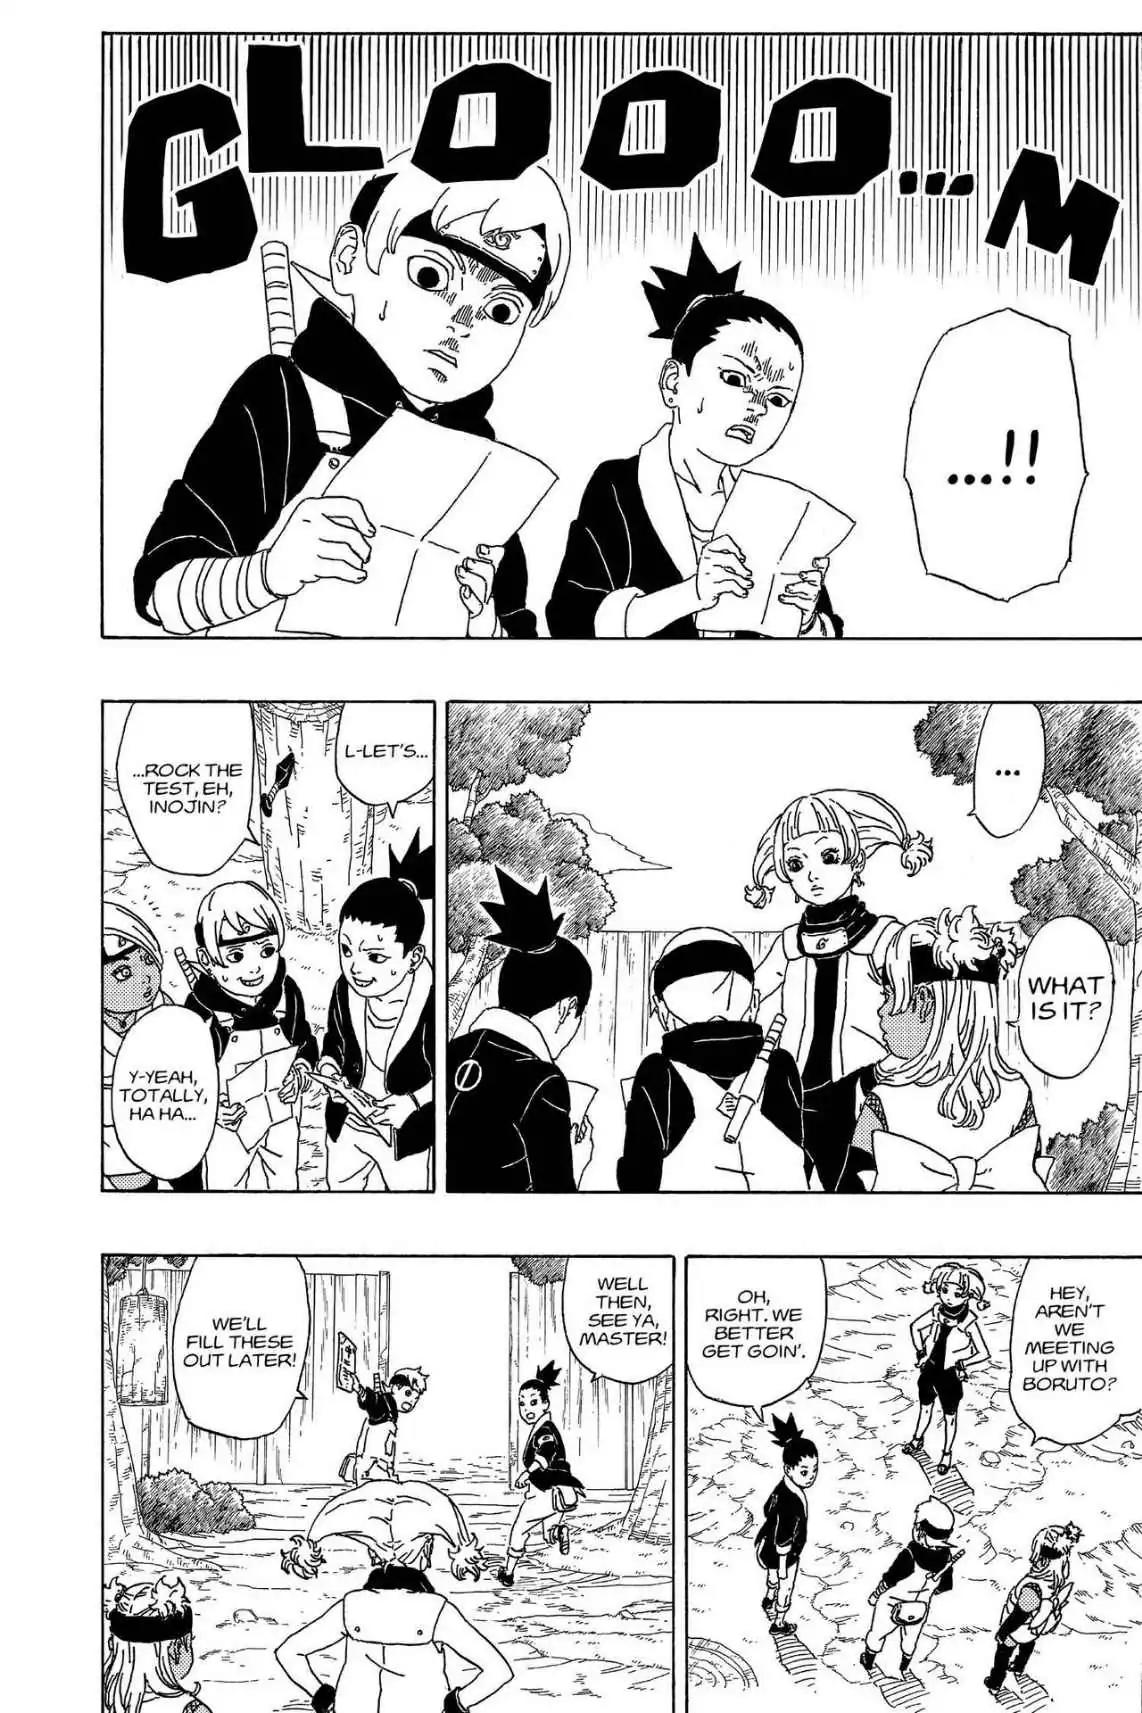 GLOOO...M
...!!
...
WHAT
IS IT?
L-LET'S...
...ROCK THE
TEST, EH,
INOJIN?
Y-YEAH,
TOTALLY,
HA HA...
HEY,
AREN'T
WE
MEETING
UP WITH
BORUTO?
OH,
RIGHT. WE
BETTER
GET GOIN'.
WELL
THEN,
SEE YA,
MASTER!
WE'LL
FILL THESE
OUT LATER!